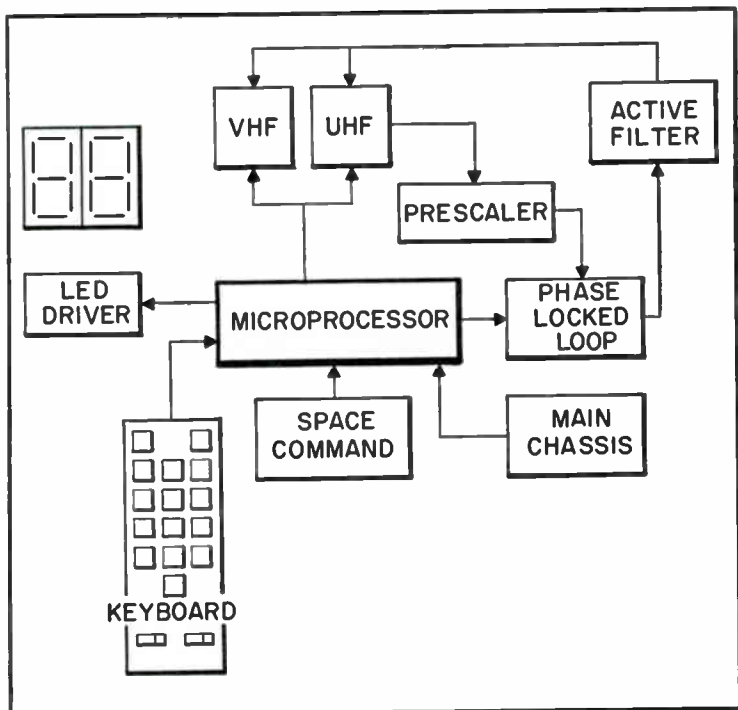 VHF
UHF
ACTIVE
FILTER
PRESCALER
LED
DRIVER
MICROPROCESSOR
PHASE
LOCKED
LOOP
SPACE
COMMAND
MAIN
CHASSIS
KEYBOARD